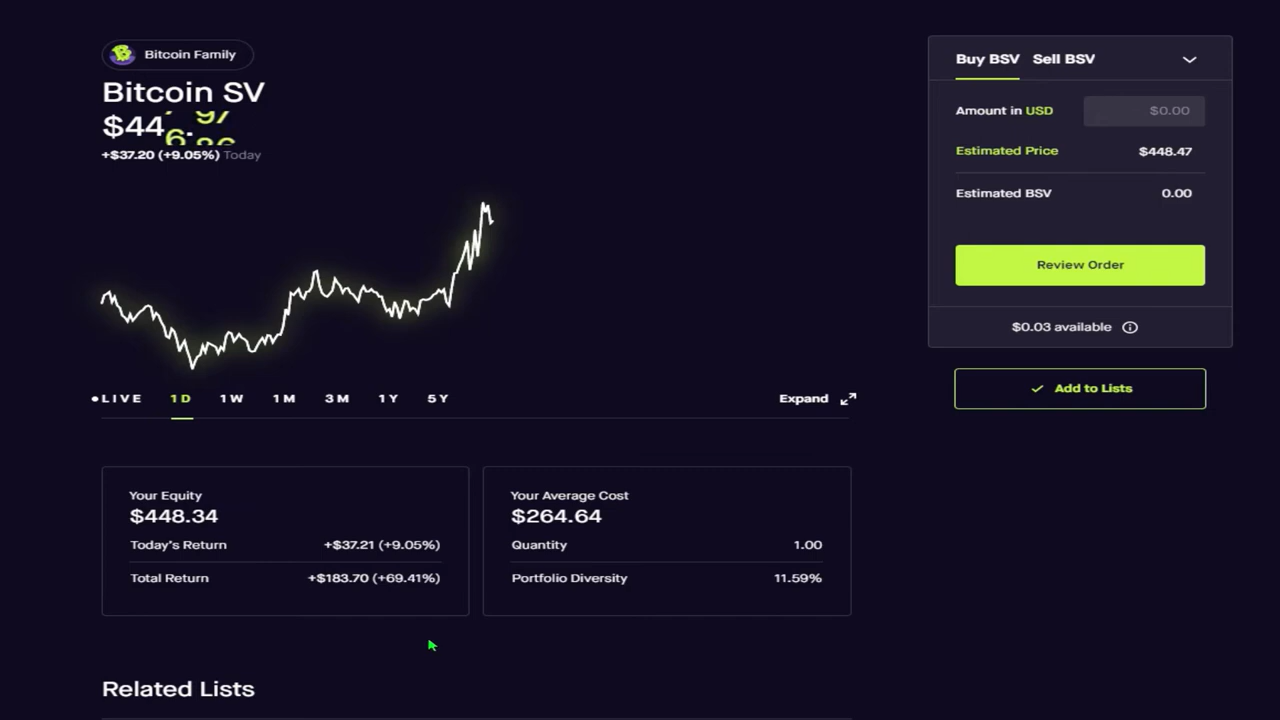 Bitcoin Family
Bitcoin SV
$44
+$37.20 (+9.05%) Today
LIVE 1D 1W 1M 3M 1Y 5Y Expand
Your Equity
$448.34
Today's Return +$37.21 (+9.05%)
Total Return +$183.70 (+69.41%)
Your Average Cost
$264.64
Quantity 1.00
Portfolio Diversity 11.59%
Related Lists
Buy BSV Sell BSV
Amount in USD $0.00
Estimated Price $448.47
Estimated BSV 0.00
Review Order
$0.03 available
Add to Lists